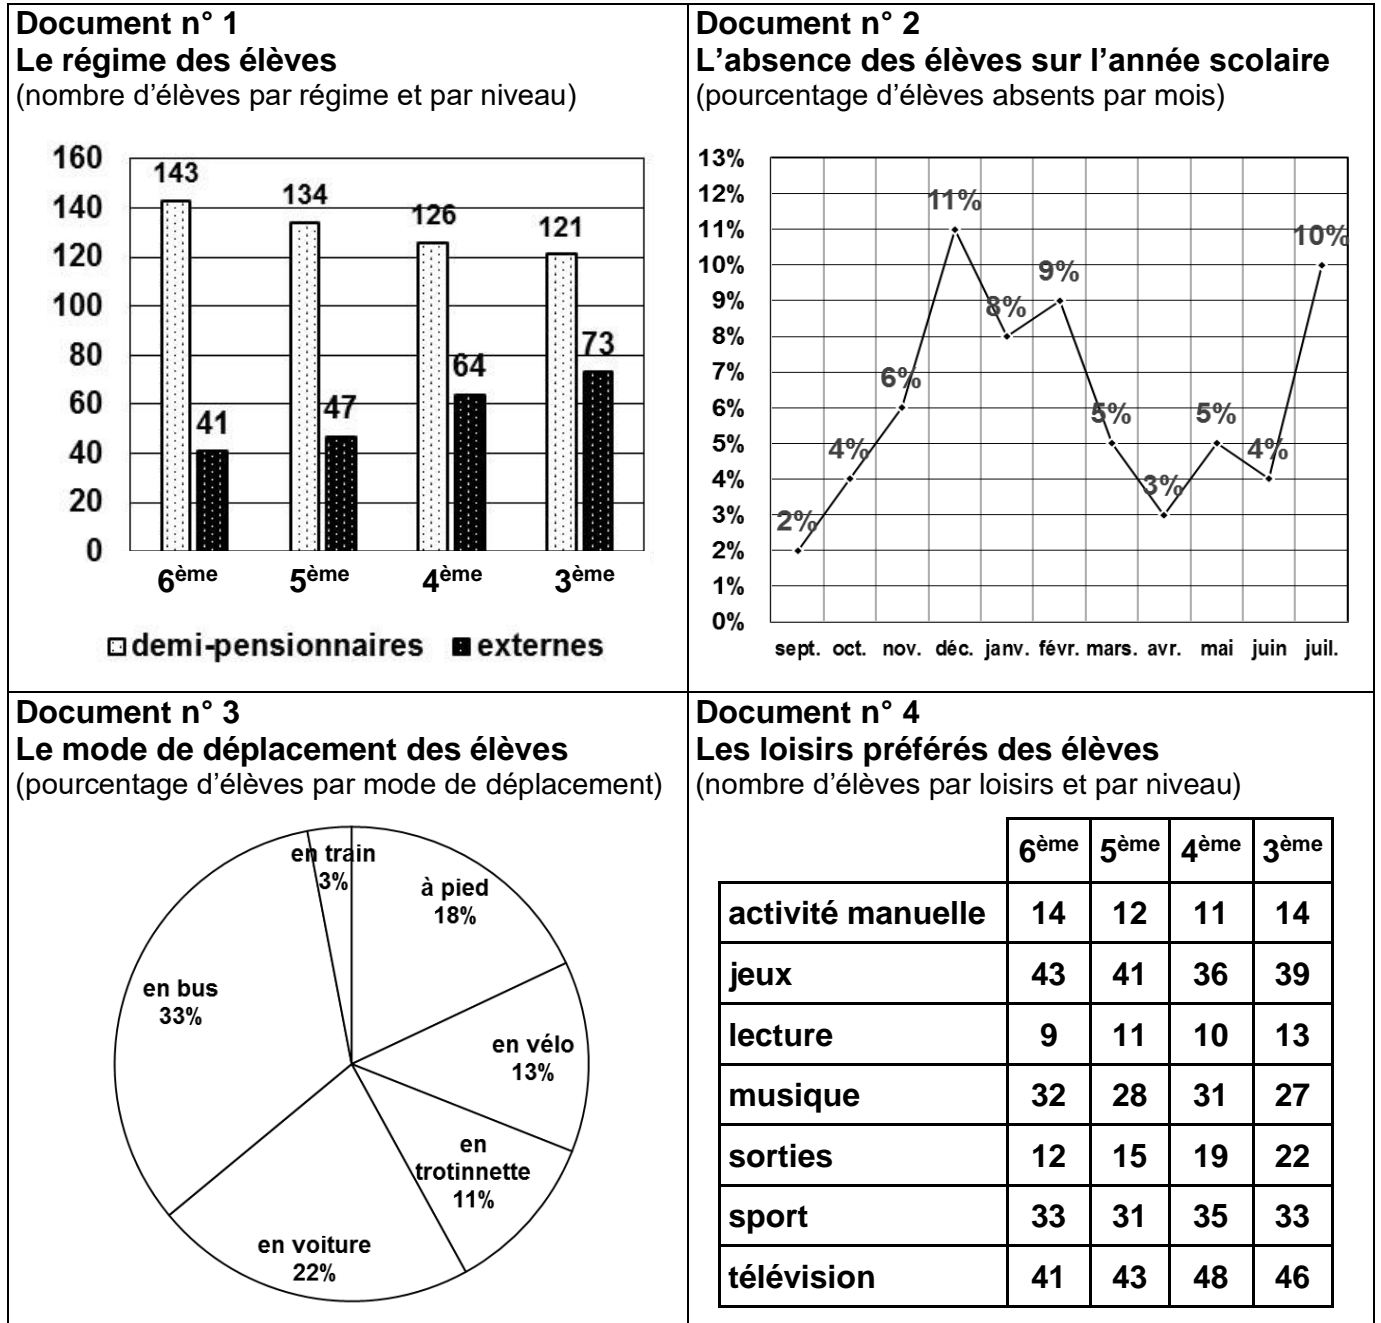 Document n° 1
Le régime des élèves
(nombre d’élèves par régime et par niveau)
160
140
120
100
80
60
40
20
0
143
41
134
47
126
64
121
73
6ème 5ème 4ème 3ème
demi-pensionnaires externes
Document n° 2
L’absence des élèves sur l’année scolaire
(pourcentage d’élèves absents par mois)
13%
12%
11%
10%
9%
8%
7%
6%
5%
4%
3%
2%
1%
0%
2%
4%
6%
11%
8%
9%
5%
3%
5%
4%
10%
sept. oct. nov. déc. janv. févr. mars. avr. mai juin juil.
Document n° 3
Le mode de déplacement des élèves
(pourcentage d’élèves par mode de déplacement)
en train
3%
à pied
18%
en bus
33%
en vélo
13%
en
trotinnette
11%
en voiture
22%
Document n° 4
Les loisirs préférés des élèves
(nombre d’élèves par loisirs et par niveau)
6ème 5ème 4ème 3ème
activité manuelle 14 12 11 14
jeux 43 41 36 39
lecture 9 11 10 13
musique 32 28 31 27
sorties 12 15 19 22
sport 33 31 35 33
télévision 41 43 48 46